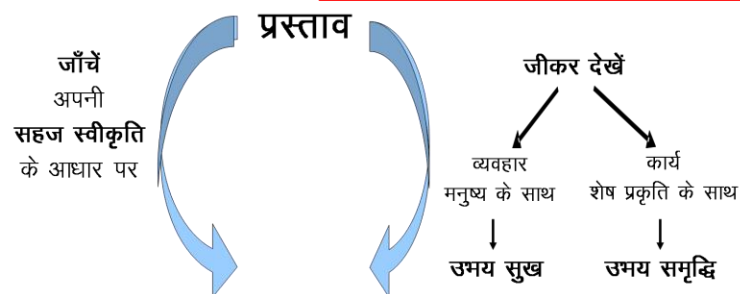 प्रस्ताव
जाँचें
अपनी
सहज स्वीकृति
के आधार पर
जीकर देखें
व्यवहार
मनुष्य के साथ
उभय सुख
कार्य
शेष प्रकृति के साथ
उभय समृद्धि